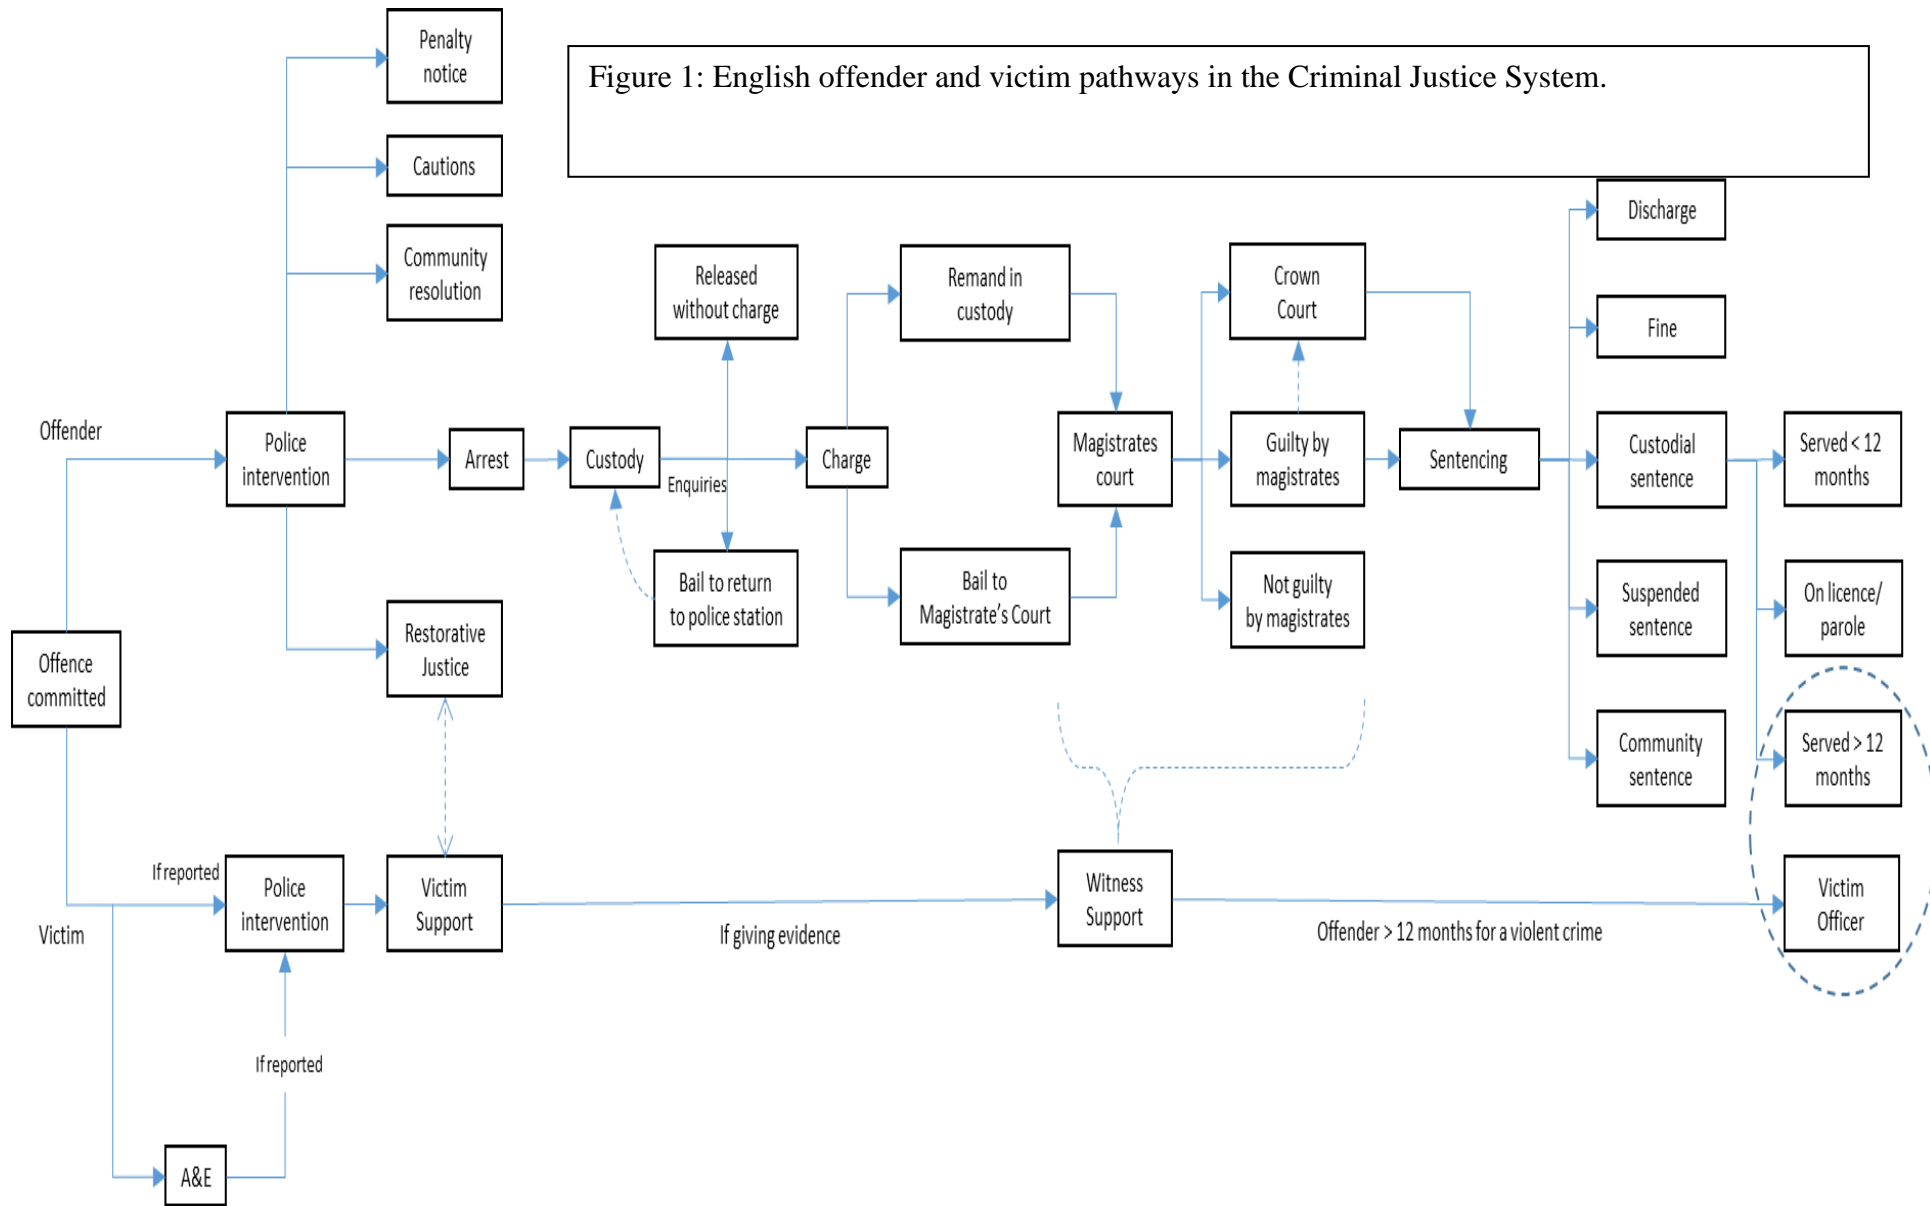 Penalty
notice
Figure 1: English offender and victim pathways in the Criminal Justice System.
Cautions
Discharge
Community
resolution
Released
without charge
Remand in
custody
Crown
Court
Fine
Offender
Police
intervention
Arrest
Custody
Enquiries
Charge
Magistrates
court
Guilty by
magistrates
Sentencing
Custodial
sentence
Served < 12
months
Bail to return
to police station
Bail to
Magistrate’s Court
Not guilty
by magistrates
Suspended
sentence
On licence/
parole
Restorative
Justice
Offence
committed
Community
sentence
Served > 12
months
If reported
Victim
Police
intervention
Victim
Support
If giving evidence
Witness
Support
Offender > 12 months for a violent crime
Victim
Officer
If reported
A&E